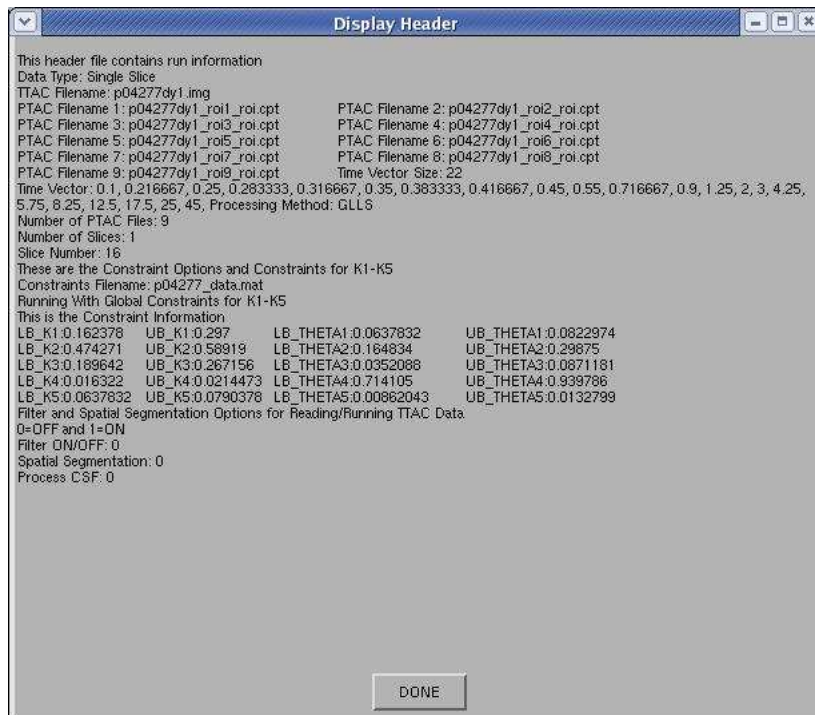 Display Header
This header file contains run information
Data Type: Single Slice
TTAC Filename: p04277dy1.img
PTAC Filename 1: p04277dy1_roi1_roi.cpt PTAC Filename 2: p04277dy1_roi2_roi.cpt
PTAC Filename 3: p04277dy1_roi3_roi.cpt PTAC Filename 4: p04277dy1_roi4_roi.cpt
PTAC Filename 5: p04277dy1_roi5_roi.cpt PTAC Filename 6: p04277dy1_roi6_roi.cpt
PTAC Filename 7: p04277dy1_roi7_roi.cpt PTAC Filename 8: p04277dy1_roi8_roi.cpt
PTAC Filename 9: p04277dy1_roi9_roi.cpt Time Vector Size: 22
Time Vector: 0.1, 0.216667, 0.25, 0.283333, 0.316667, 0.35, 0.383333, 0.416667, 0.45, 0.55, 0.716667, 0.9, 1.25, 2, 3, 4.25,
5.75, 8.25, 12.5, 17.5, 25, 45, Processing Method: GLLS
Number of PTAC Files: 9
Number of Slices: 1
Slice Number: 16
These are the Constraint Options and Constraints for K1-K5
Constraints Filename: p04277_data.mat
Running With Global Constraints for K1-K5
This is the Constraint Information
LB_K1:0.162378 UB_K1:0.297 LB_THETA1:0.0637832 UB_THETA1:0.0822974
LB_K2:0.474271 UB_K2:0.58919 LB_THETA2:0.164834 UB_THETA2:0.29875
LB_K3:0.189642 UB_K3:0.267156 LB_THETA3:0.0352088 UB_THETA3:0.0871181
LB_K4:0.016322 UB_K4:0.0214473 LB_THETA4:0.714105 UB_THETA4:0.939786
LB_K5:0.0637832 UB_K5:0.0790378 LB_THETA5:0.00862043 UB_THETA5:0.0132799
Filter and Spatial Segmentation Options for Reading/Running TTAC Data
0=OFF and 1=ON
Filter ON/OFF: 0
Spatial Segmentation: 0
Process CSF: 0
DONE